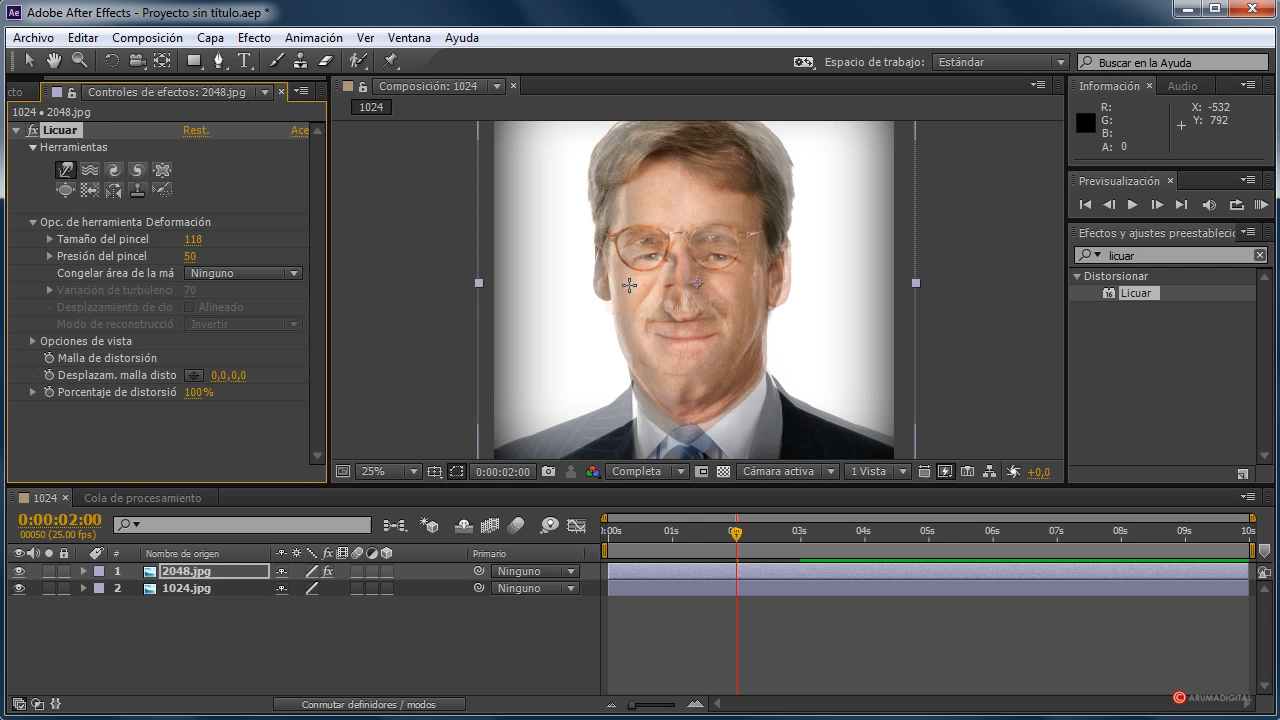 Ae Adobe After Effects - Proyecto sin título.aep *
Archivo Editar Composición Capa Efecto Animación Ver Ventana Ayuda
T Espacio de trabajo: Estándar Buscar en la Ayuda
cto Controles de efectos: 2048.jpg
1024 • 2048.jpg
fx Licuar Rest. Ace
Herramientas
Opc. de herramienta Deformación
Tamaño del pincel 118
Presión del pincel 50
Congelar área de la má Ninguno
Variación de turbulenci 70
Desplazamiento de clo Alineado
Modo de reconstrucció Invertir
Opciones de vista
Malla de distorsión
Desplazam. malla disto 0,0,0,0
Porcentaje de distorsió 100%
Composición: 1024
1024
25% 0:00:02:00 Completa Cámara activa 1 Vista +0,0
Información Audio
R: X: -532
G: Y: 792
B:
A: 0
Previsualización
Efectos y ajustes preestablecic
licuar
Distorsionar
16 Licuar
1024 Cola de procesamiento
0:00:02:00
00050 (25.00 fps)
):00s 01s 03s 04s 05s 06s 07s 08s 09s 10s
# Nombre de origen fx Primario
1 2048.jpg fx Ninguno
2 1024.jpg Ninguno
Conmutar definidores / modos
© ARUMADIGITAL